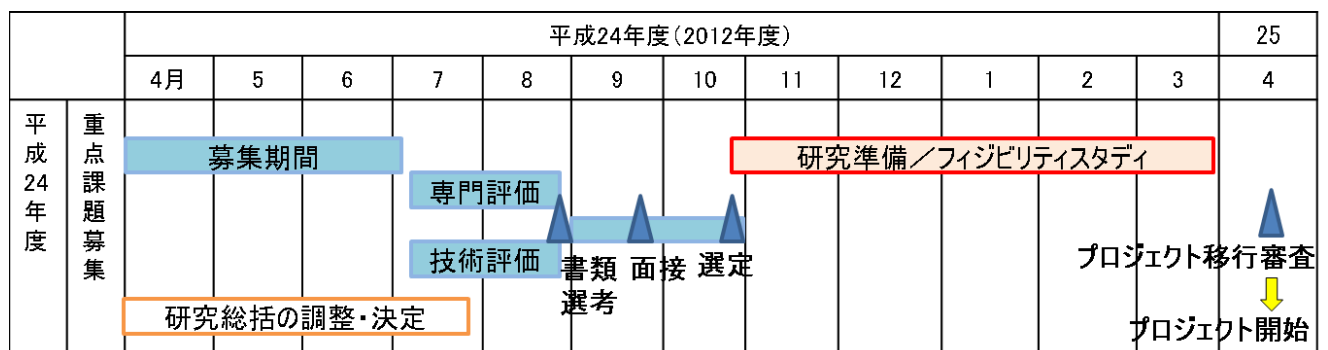 平成24年度(2012年度)
25
4月
5
6
7
8
9
10
11
12
1
2
3
4
平成24年度
重点課題募集
募集期間
研究準備／フィジビリティスタディ
専門評価
技術評価
書類
選考
面接
選定
プロジェクト移行審査
研究総括の調整・決定
プロジェクト開始